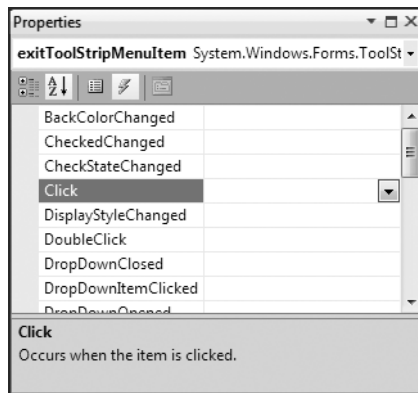 Properties
exitToolStripMenuItem System.Windows.Forms.ToolSt
BackColorChanged
CheckedChanged
CheckStateChanged
Click
DisplayStyleChanged
DoubleClick
DropDownClosed
DropDownItemClicked
DropDownOpened
Click
Occurs when the item is clicked.